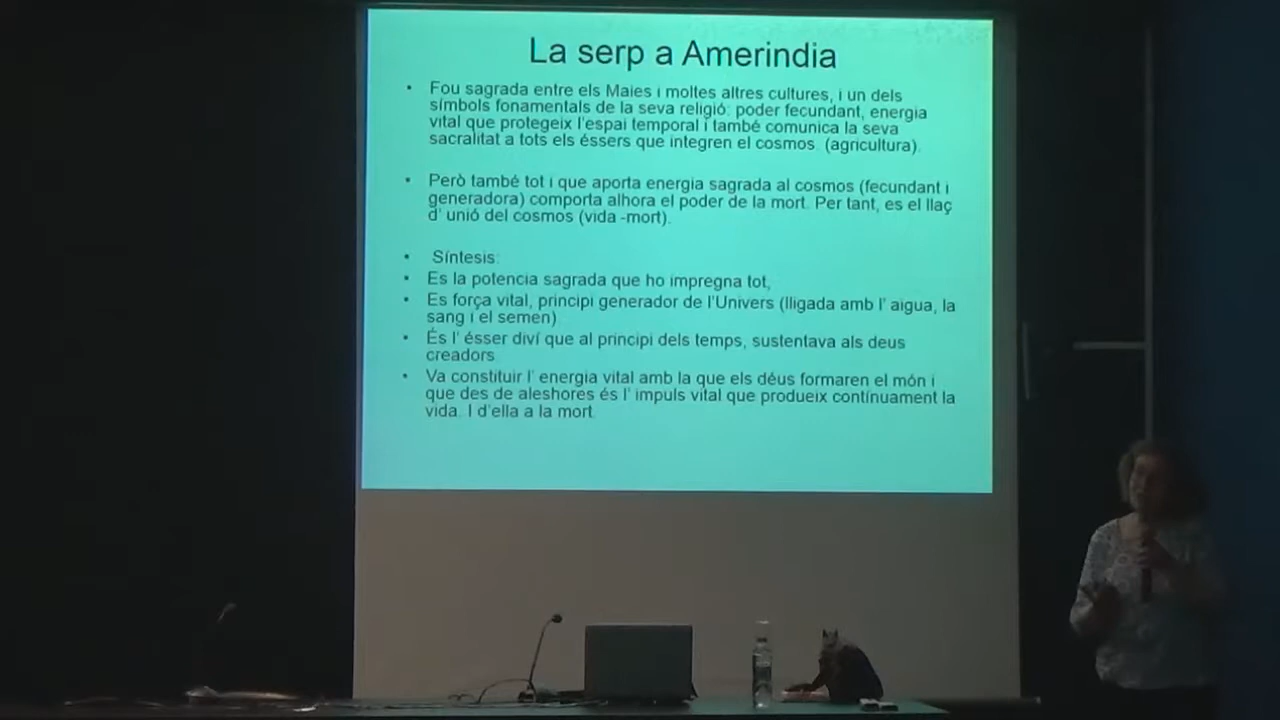 La serp a Amerindia
• Fou sagrada entre els Maies i moltes altres cultures, i un dels
símbols fonamentals de la seva religió: poder fecundant, energia
vital que protegeix l'espai temporal i també comunica la seva
sacralitat a tots els éssers que integren el cosmos (agricultura).
• Però també tot i que aporta energia sagrada al cosmos (fecundant i
generadora) comporta alhora el poder de la mort. Per tant, es el llaç
d' unió del cosmos (vida -mort).
• Síntesis:
• Es la potencia sagrada que ho impregna tot,
• Es força vital, principi generador de l'Univers (lligada amb l' aigua, la
sang i el semen)
• És l' ésser diví que al principi dels temps, sustentava als deus
creadors
• Va constituir l' energia vital amb la que els déus formaren el món i
que des de aleshores és l' impuls vital que produeix contínuament la
vida. I d'ella a la mort